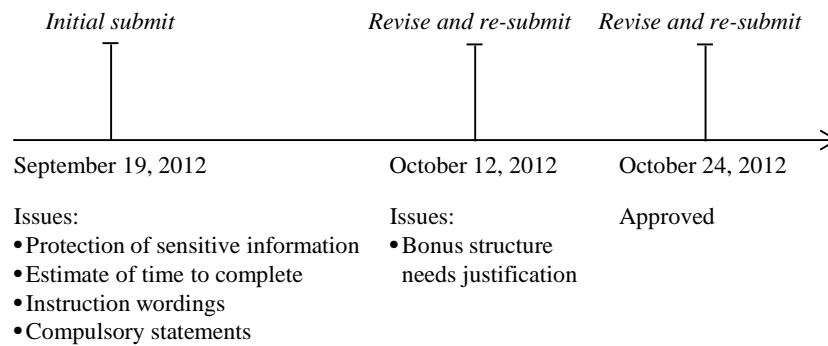 Initial submit
Revise and re-submit
Revise and re-submit
September 19, 2012
October 12, 2012
October 24, 2012
Issues:
• Protection of sensitive information
• Estimate of time to complete
• Instruction wordings
• Compulsory statements
Issues:
• Bonus structure
needs justification
Approved